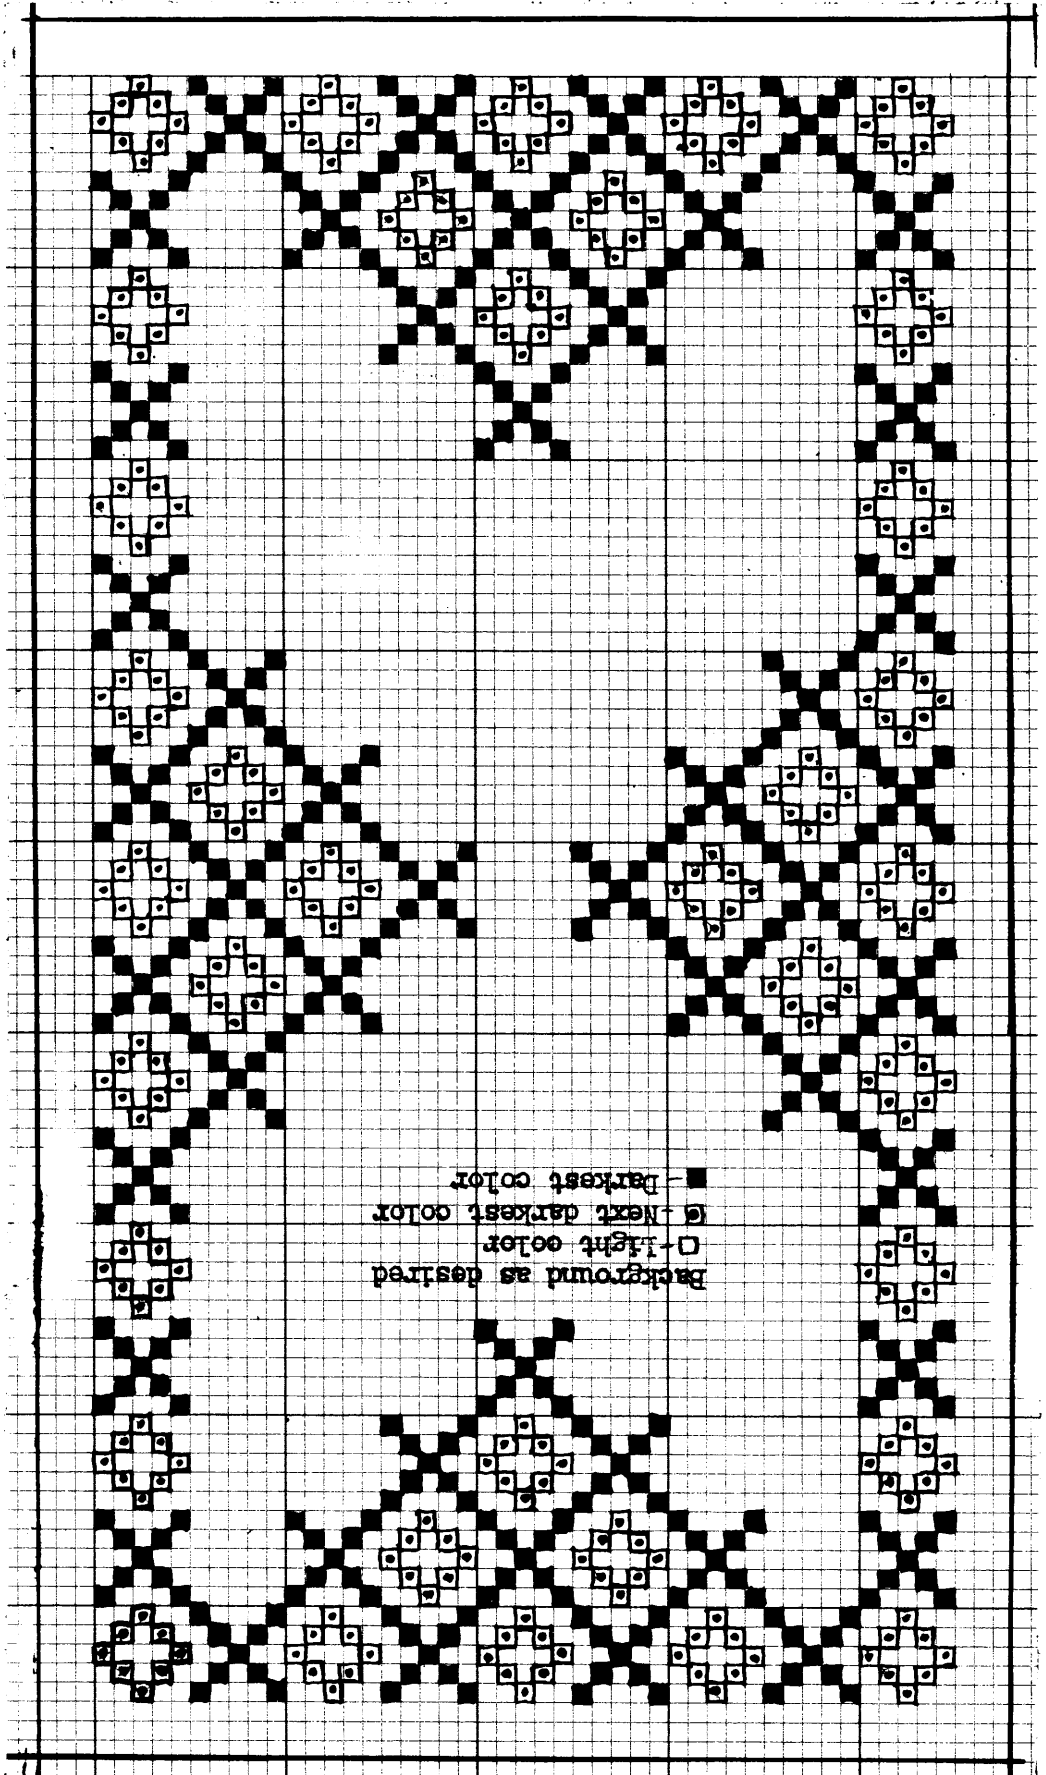 Background as desired
□-light color
⊡-Next darkest color
■-Darkest color